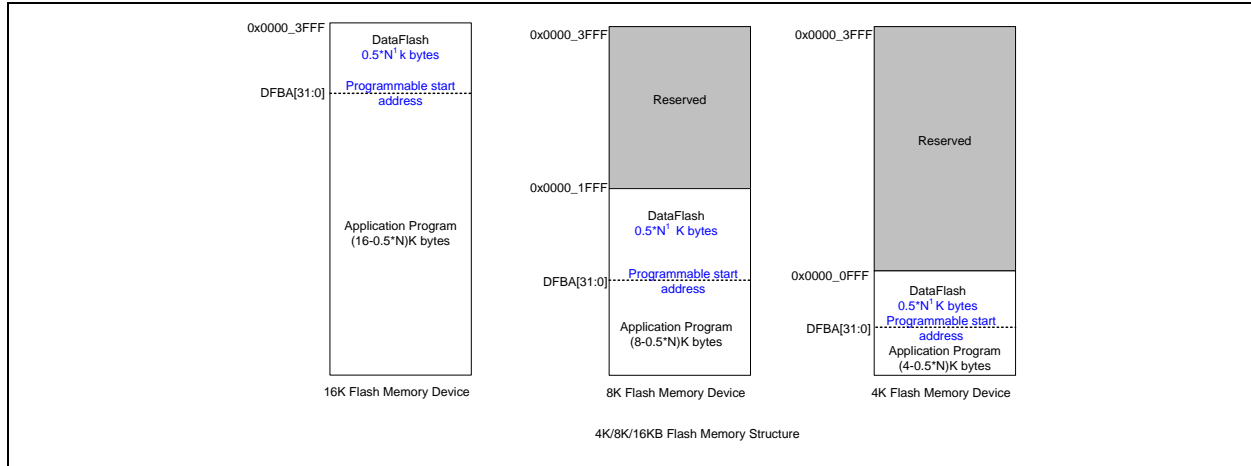 0x0000_3FFF
DataFlash
0.5*N¹ k bytes
Programmable start
address
DFBA[31:0]
Application Program
(16-0.5*N)K bytes
16K Flash Memory Device
0x0000_3FFF
Reserved
0x0000_1FFF
DataFlash
0.5*N¹ K bytes
Programmable start
address
DFBA[31:0]
Application Program
(8-0.5*N)K bytes
8K Flash Memory Device
0x0000_3FFF
Reserved
0x0000_0FFF
DataFlash
0.5*N¹ K bytes
Programmable start
address
DFBA[31:0]
Application Program
(4-0.5*N)K bytes
4K Flash Memory Device
4K/8K/16KB Flash Memory Structure